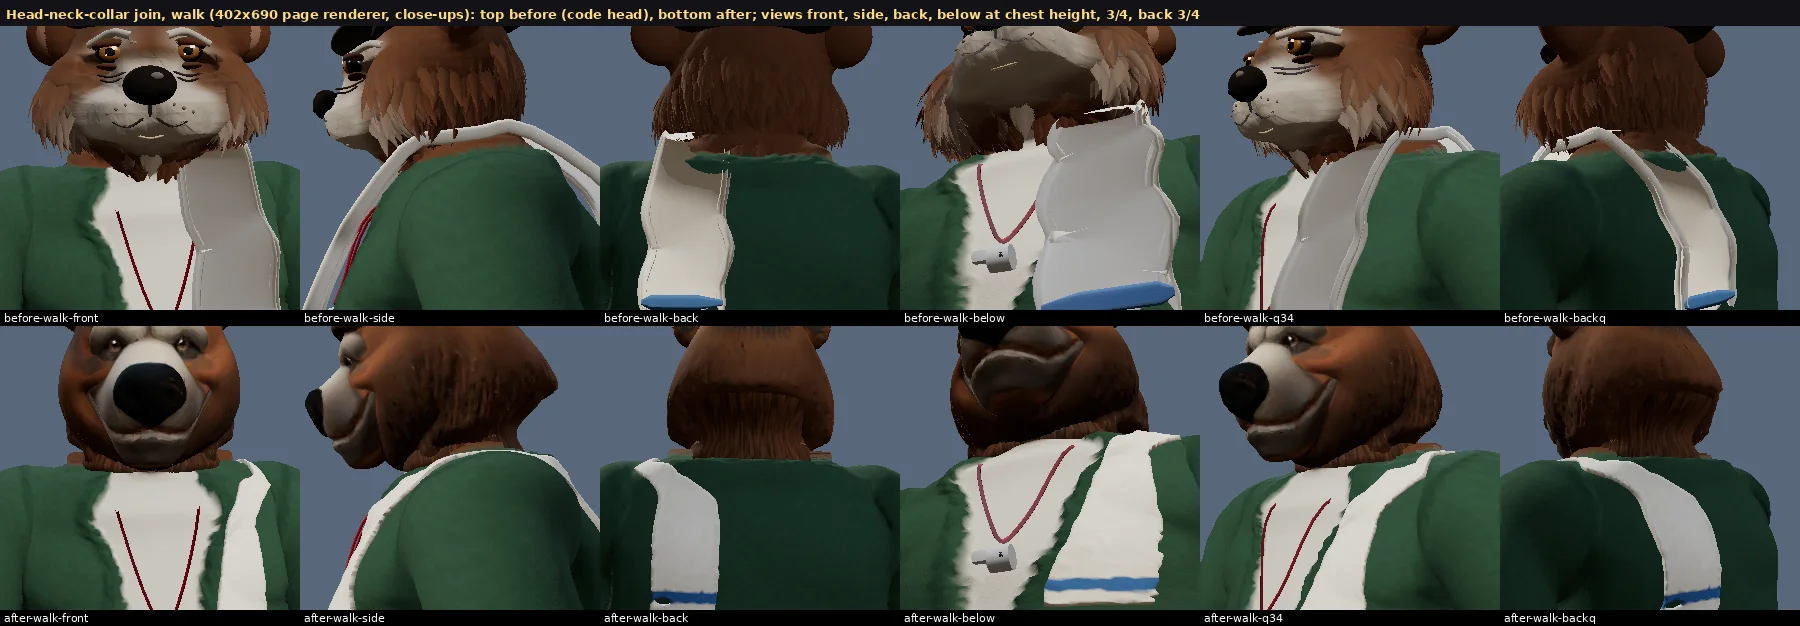 Head-neck-collar join, walk (402x690 page renderer, close-ups): top before (code head), bottom after; views front, side, back, below at chest height, 3/4, back 3/4
before-walk-front before-walk-side before-walk-back before-walk-below before-walk-q34 before-walk-backq
after-walk-front after-walk-side after-walk-back after-walk-below after-walk-q34 after-walk-backq